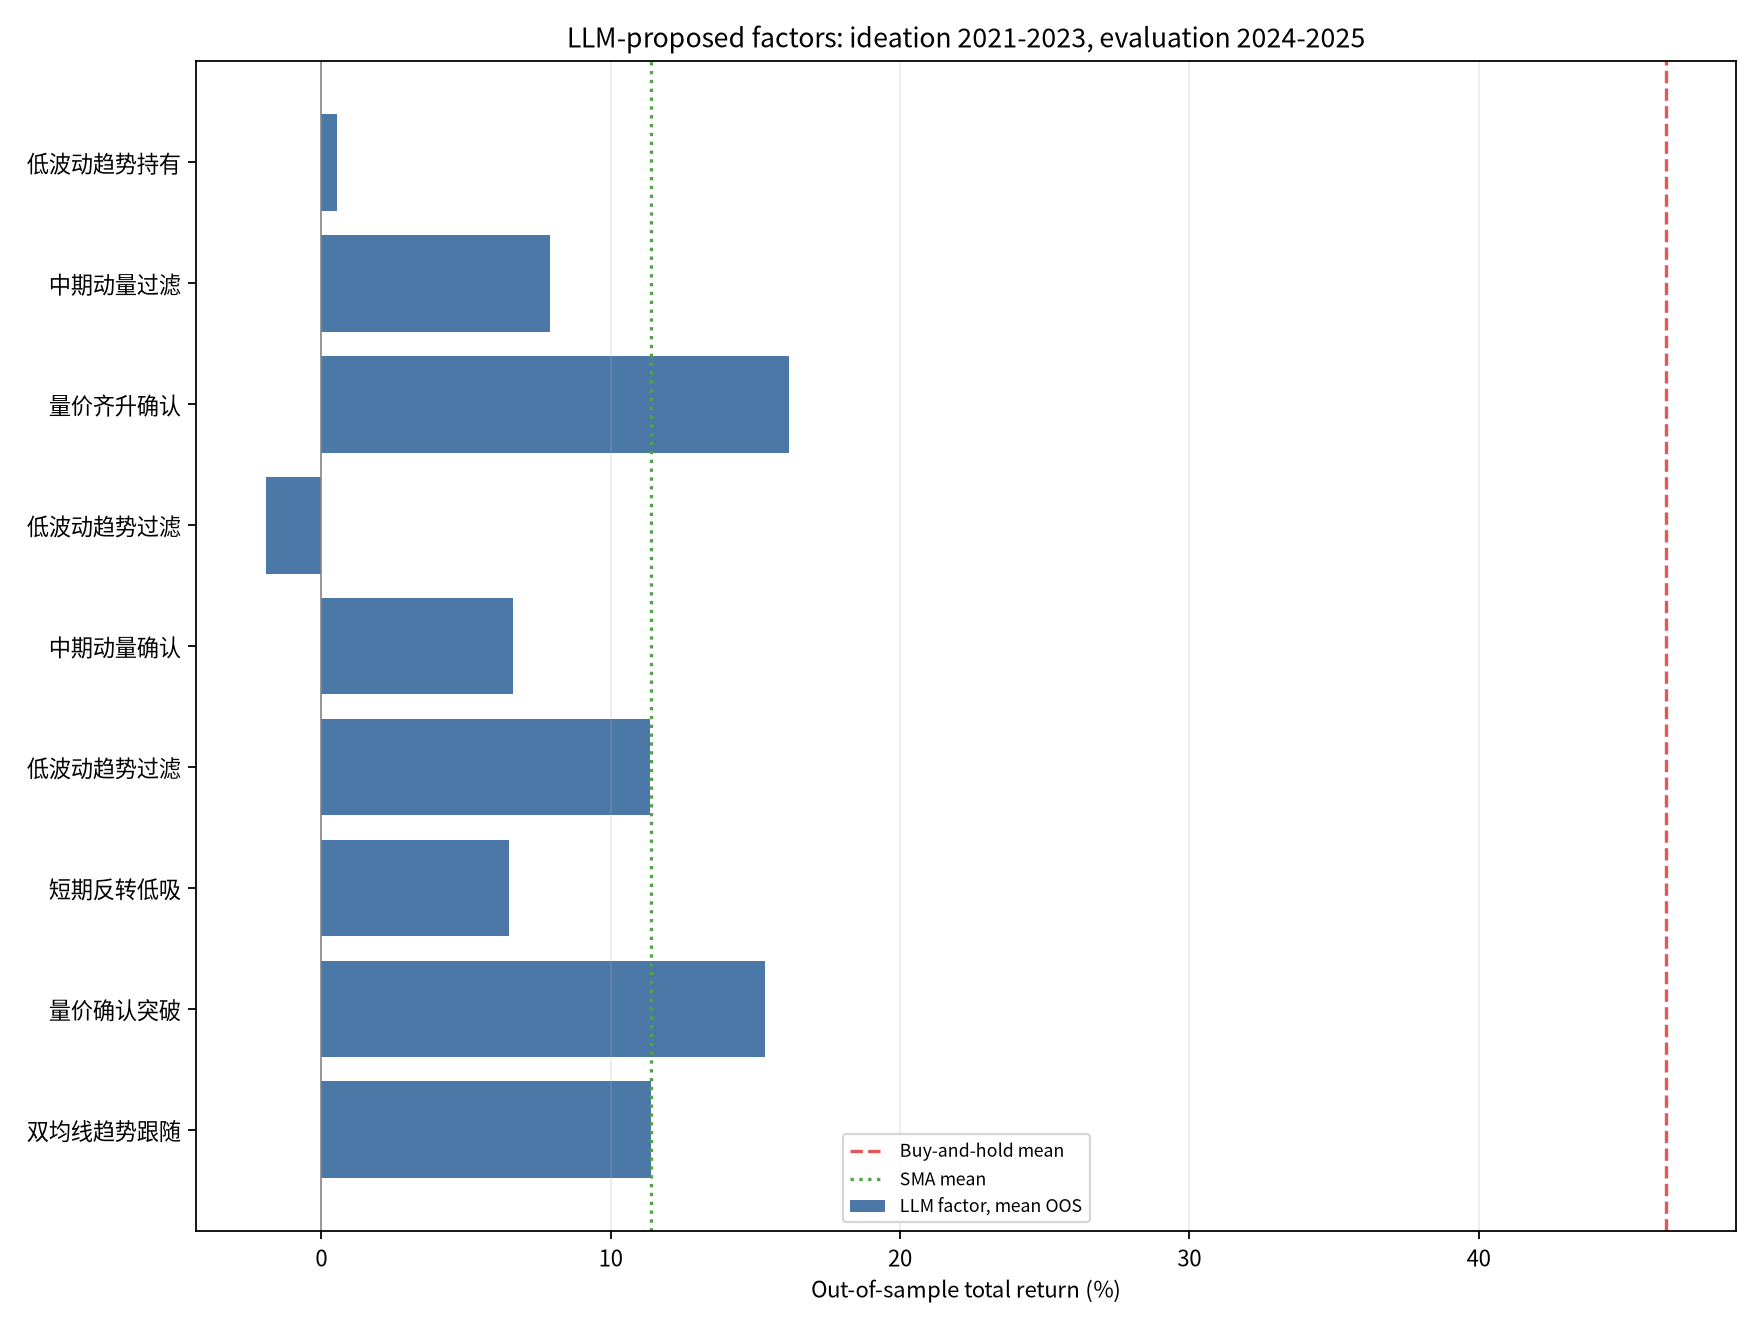 LLM-proposed factors: ideation 2021-2023, evaluation 2024-2025
低波动趋势持有
中期动量过滤
量价齐升确认
低波动趋势过滤
中期动量确认
低波动趋势过滤
短期反转低吸
量价确认突破
双均线趋势跟随
Buy-and-hold mean
SMA mean
LLM factor, mean OOS
0 10 20 30 40
Out-of-sample total return (%)